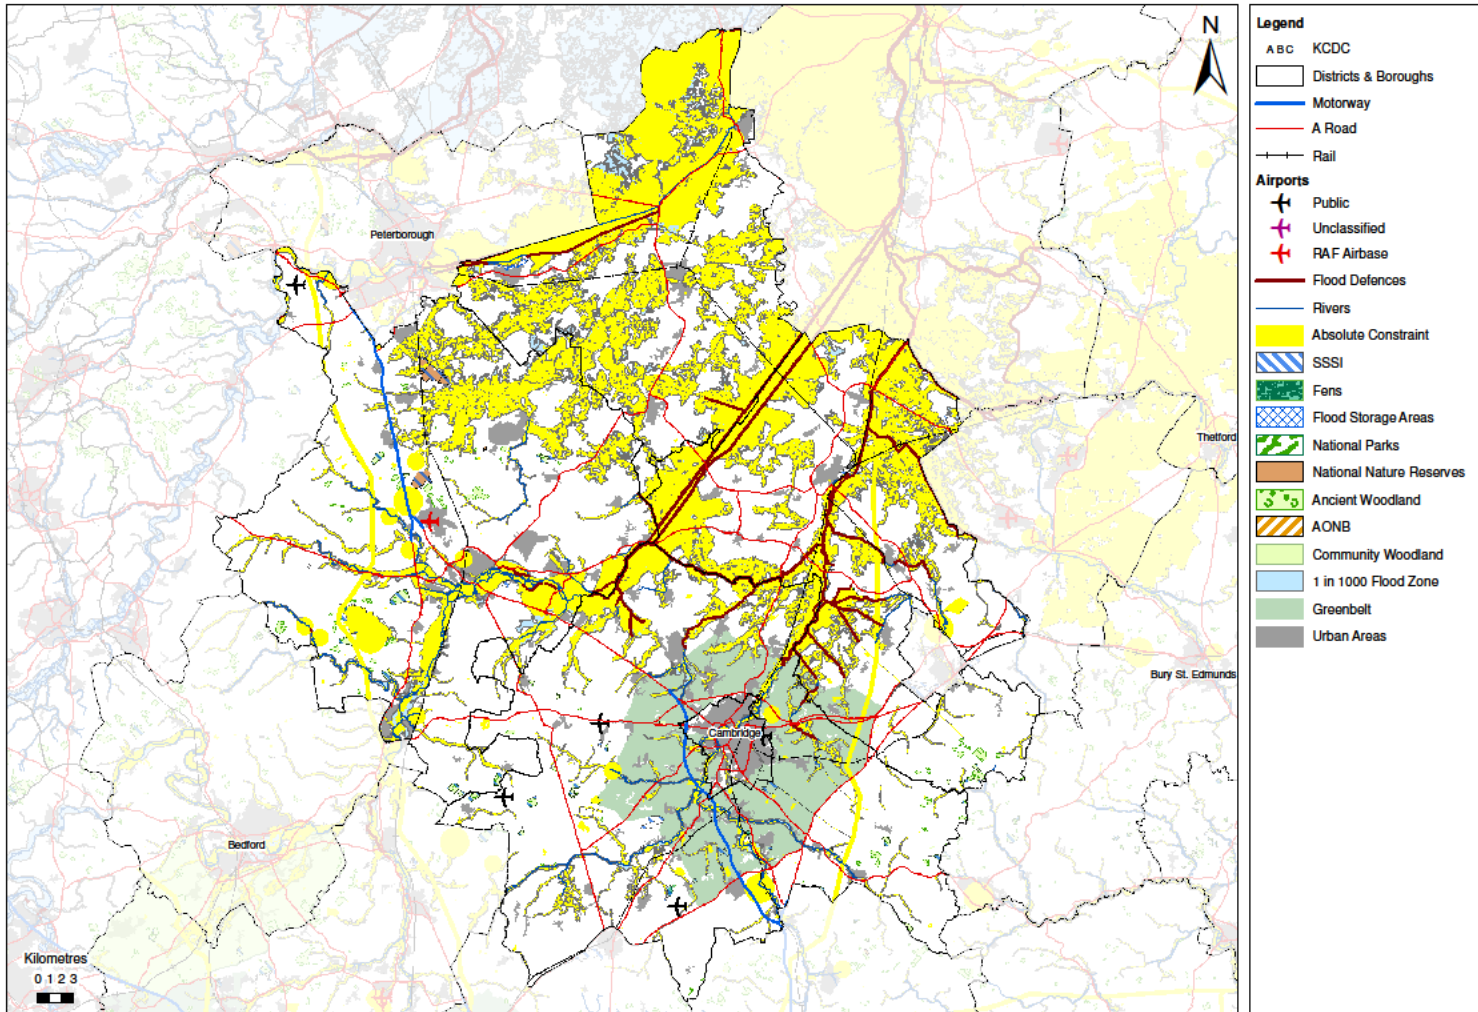 N
Peterborough
Thetford
Bury St. Edmunds
Cambridge
Bedford
Kilometres
0 1 2 3
Legend
A B C KCDC
Districts & Boroughs
Motorway
A Road
Rail
Airports
Public
Unclassified
RAF Airbase
Flood Defences
Rivers
Absolute Constraint
SSSI
Fens
Flood Storage Areas
National Parks
National Nature Reserves
Ancient Woodland
AONB
Community Woodland
1 in 1000 Flood Zone
Greenbelt
Urban Areas